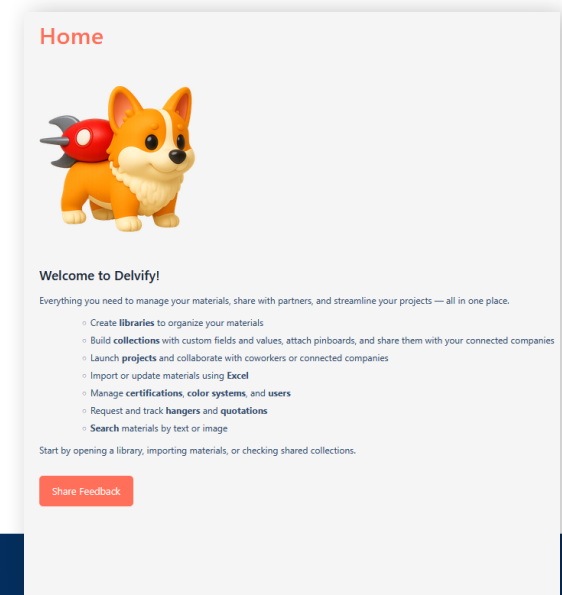 Home
Welcome to Delvify!
Everything you need to manage your materials, share with partners, and streamline your projects — all in one place.
Create libraries to organize your materials
Build collections with custom fields and values, attach pinboards, and share them with your connected companies
Launch projects and collaborate with coworkers or connected companies
Import or update materials using Excel
Manage certifications, color systems, and users
Request and track hangers and quotations
Search materials by text or image
Start by opening a library, importing materials, or checking shared collections.
Share Feedback